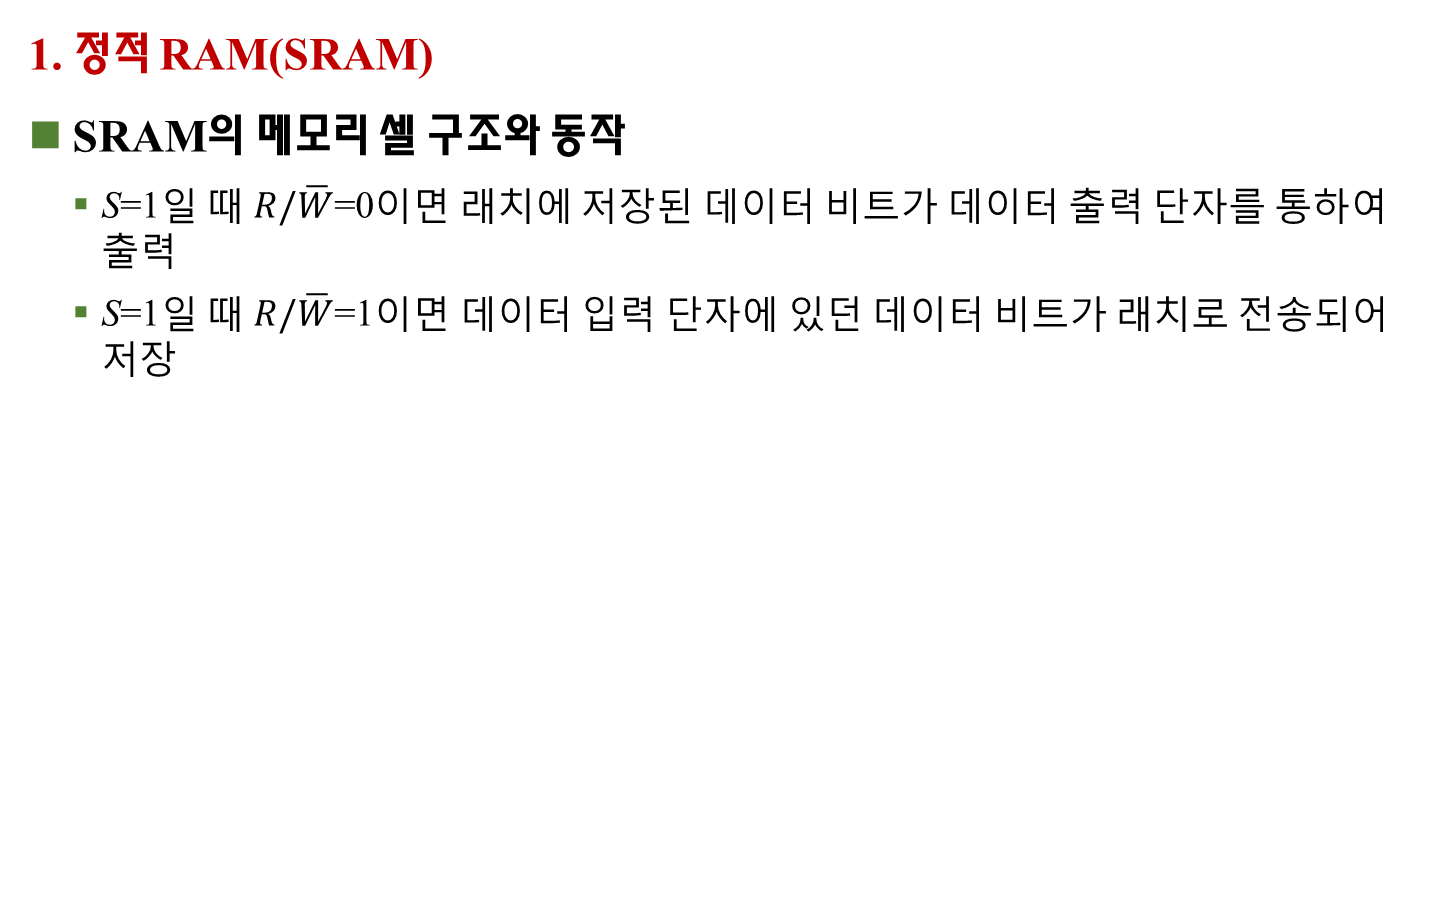 1. 정적 RAM(SRAM)
■ SRAM의 메모리 셀 구조와 동작
▪ S=1일 때 R/W̅=0이면 래치에 저장된 데이터 비트가 데이터 출력 단자를 통하여
출력
▪ S=1일 때 R/W̅=1이면 데이터 입력 단자에 있던 데이터 비트가 래치로 전송되어
저장